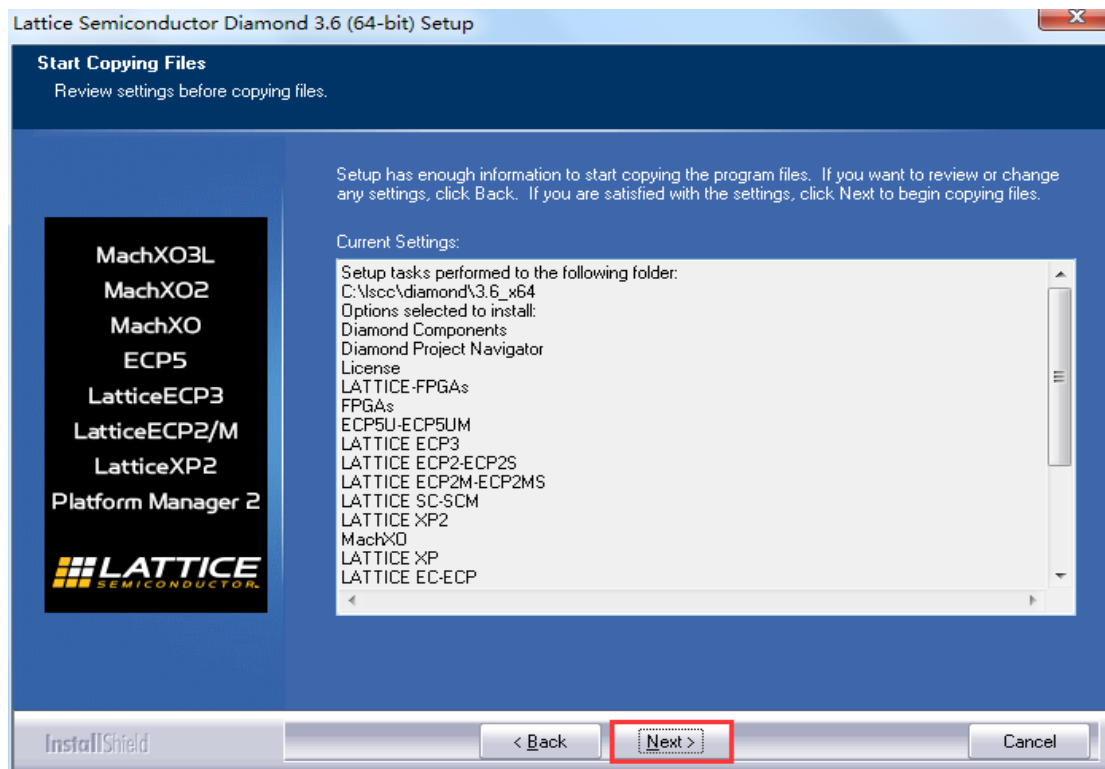 Lattice Semiconductor Diamond 3.6 (64-bit) Setup
Start Copying Files
Review settings before copying files.
Setup has enough information to start copying the program files. If you want to review or change
any settings, click Back. If you are satisfied with the settings, click Next to begin copying files.
MachXO3L
MachXO2
MachXO
ECP5
LatticeECP3
LatticeECP2/M
LatticeXP2
Platform Manager 2
LATTICE
SEMICONDUCTOR.
Current Settings:
Setup tasks performed to the following folder:
C:\lscc\diamond\3.6_x64
Options selected to install:
Diamond Components
Diamond Project Navigator
License
LATTICE-FPGAs
FPGAs
ECP5U-ECP5UM
LATTICE ECP3
LATTICE ECP2-ECP2S
LATTICE ECP2M-ECP2MS
LATTICE SC-SCM
LATTICE XP2
MachXO
LATTICE XP
LATTICE EC-ECP
InstallShield
< Back
Next >
Cancel